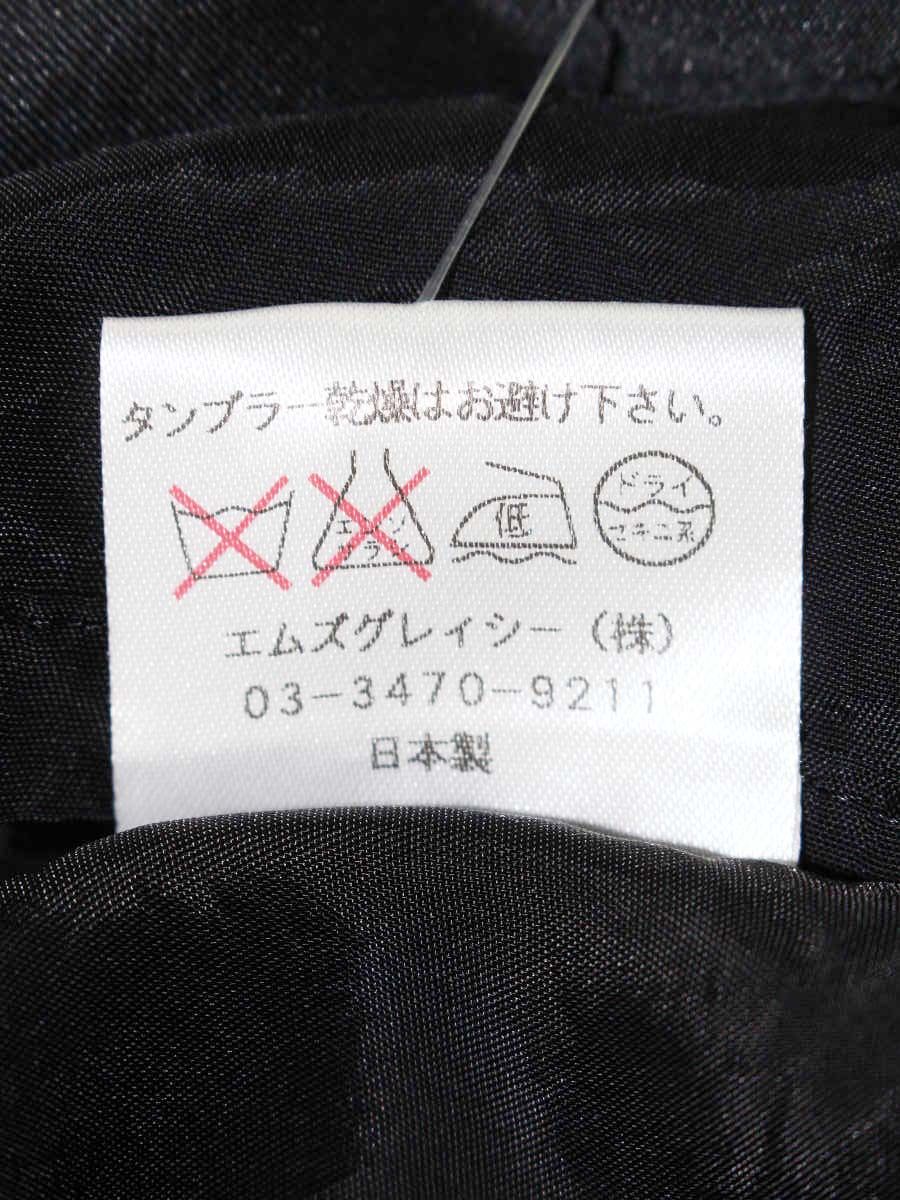 タンブラー乾燥はお避け下さい。
エンソ
低
ドライ
ラ
セキユ系
エムズグレイシー(株)
03-3470-9211
日本製